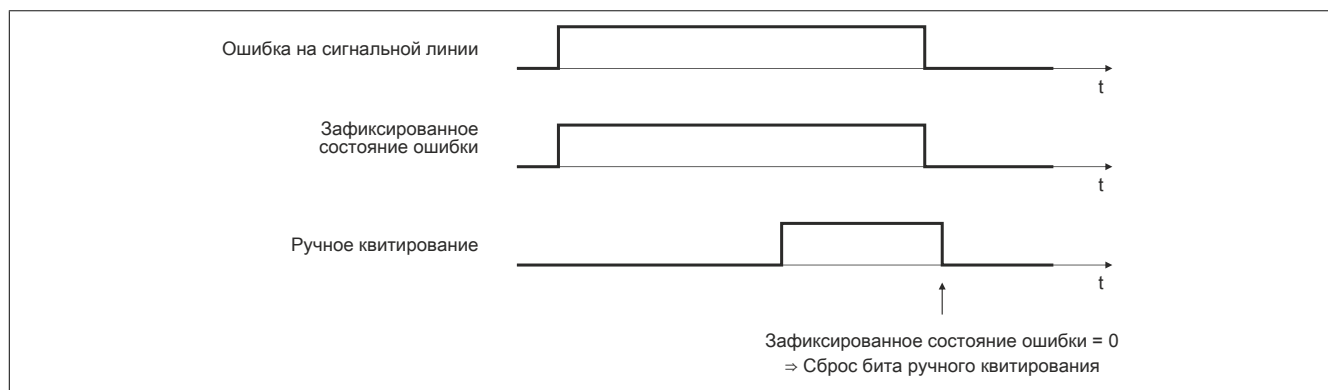 Ошибка на сигнальной линии
t
Зафиксированное
состояние ошибки
t
Ручное квитирование
t
Зафиксированное состояние ошибки = 0
⇒ Сброс бита ручного квитирования